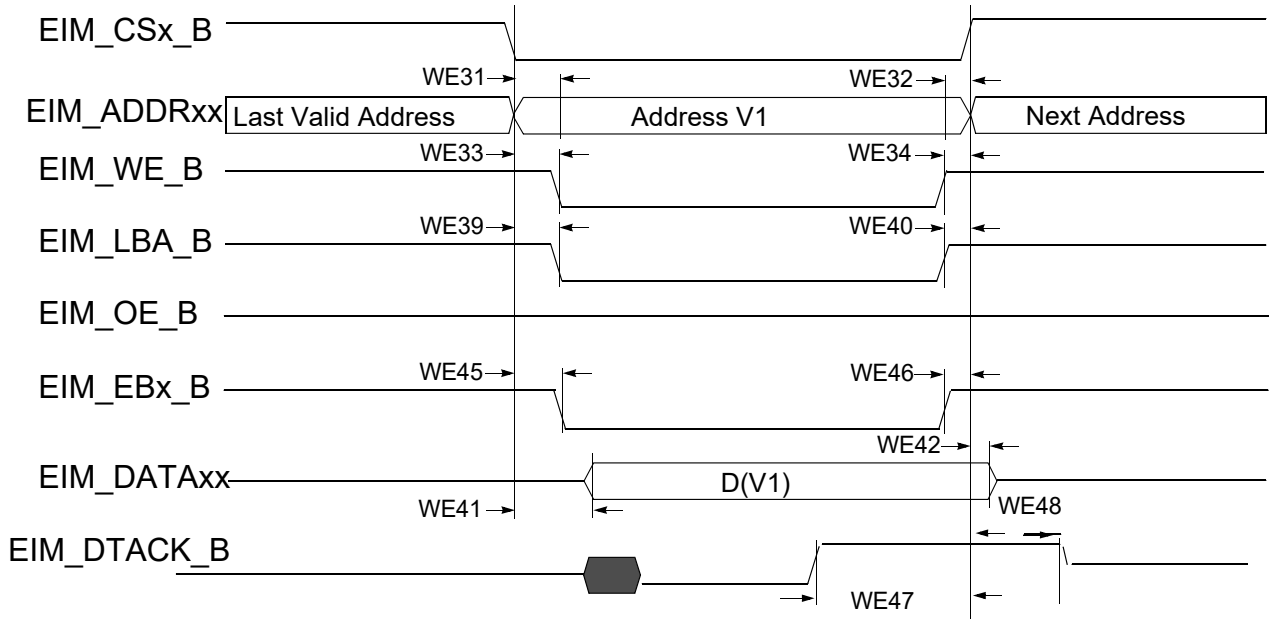 EIM_CSx_B
WE31
WE32
EIM_ADDRxx
Last Valid Address
Address V1
Next Address
WE33
WE34
EIM_WE_B
WE39
WE40
EIM_LBA_B
EIM_OE_B
WE45
WE46
EIM_EBx_B
WE42
EIM_DATAxx
D(V1)
WE41
WE48
EIM_DTACK_B
WE47